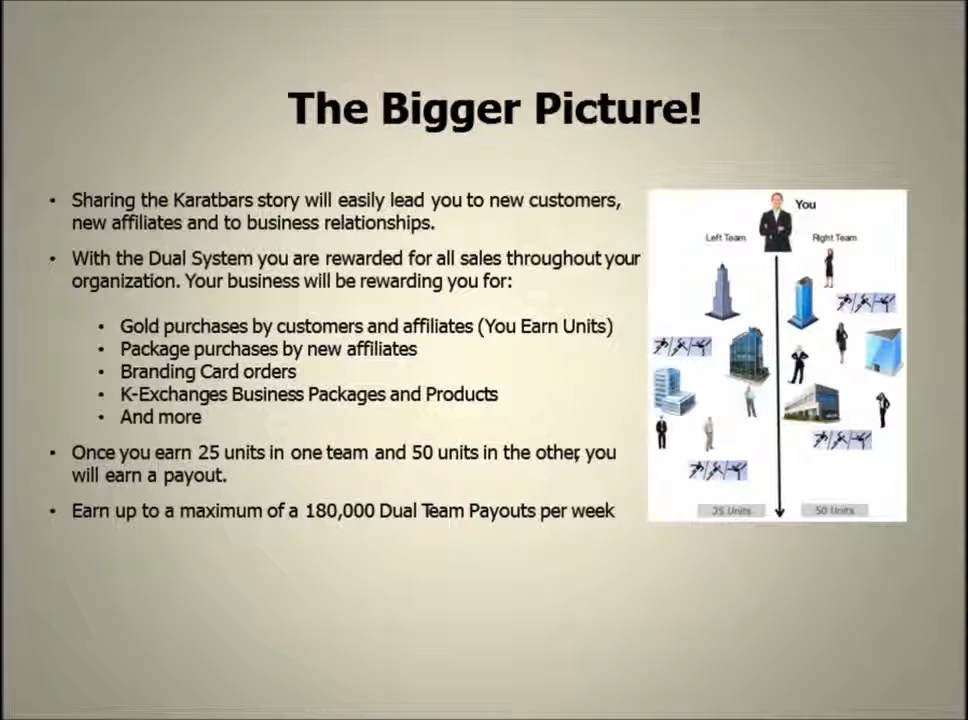 The Bigger Picture!
• Sharing the Karatbars story will easily lead you to new customers,
new affiliates and to business relationships.
• With the Dual System you are rewarded for all sales throughout your
organization. Your business will be rewarding you for:
• Gold purchases by customers and affiliates (You Earn Units)
• Package purchases by new affiliates
• Branding Card orders
• K-Exchanges Business Packages and Products
• And more
• Once you earn 25 units in one team and 50 units in the other, you
will earn a payout.
• Earn up to a maximum of a 180,000 Dual Team Payouts per week
You
Left Team
Right Team
25 Units
50 Units